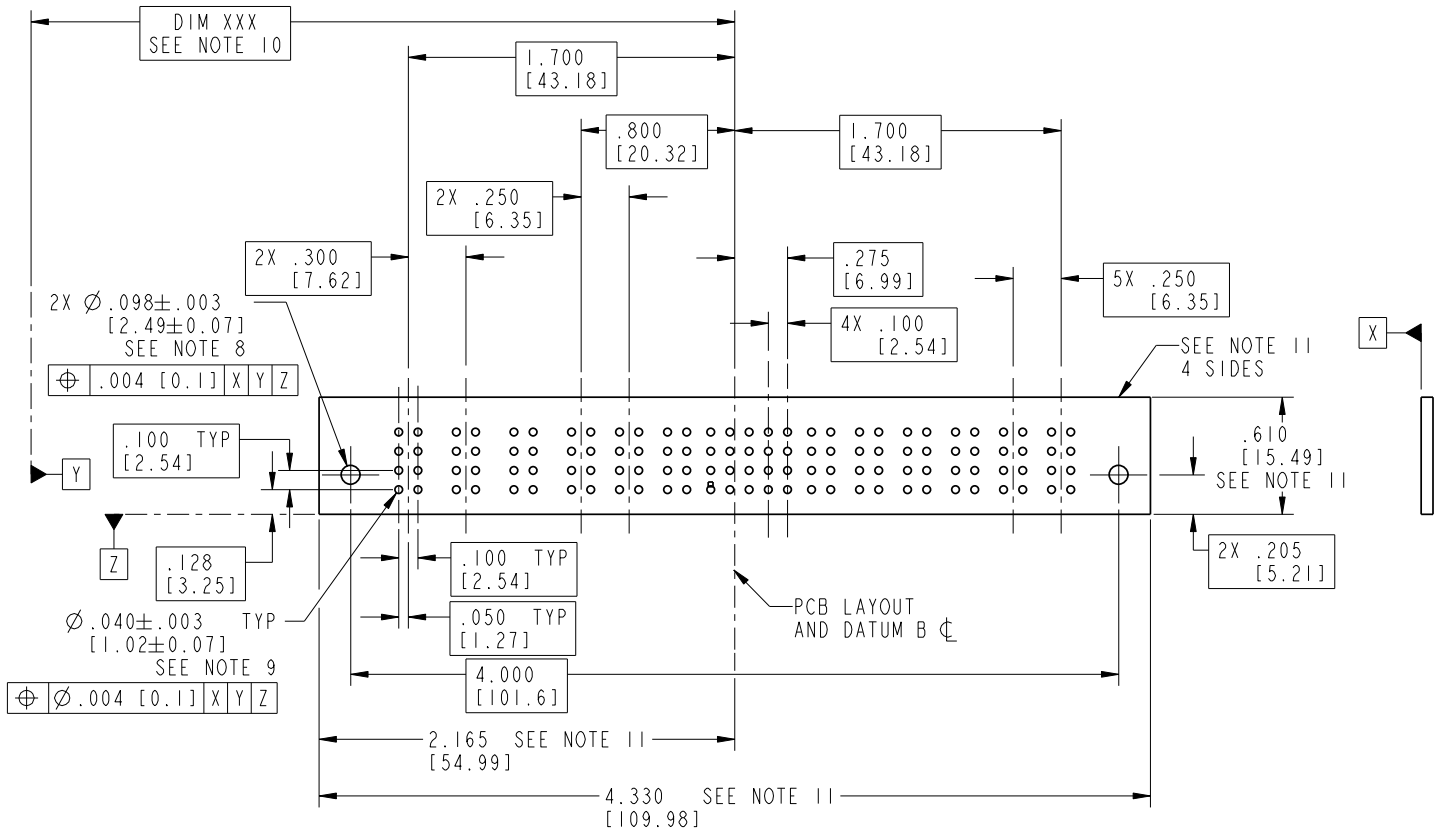 DIM XXX
SEE NOTE 10
1.700
[43.18]
.800
[20.32]
1.700
[43.18]
2X .250
[6.35]
2X .300
[7.62]
.275
[6.99]
5X .250
[6.35]
2X Ø.098±.003
[2.49±0.07]
SEE NOTE 8
⌖ .004 [0.1] X Y Z
4X .100
[2.54]
X
SEE NOTE 11
4 SIDES
.100 TYP
[2.54]
.610
[15.49]
SEE NOTE 11
Y
Z
.128
[3.25]
.100 TYP
[2.54]
2X .205
[5.21]
Ø.040±.003 TYP
[1.02±0.07]
SEE NOTE 9
⌖ Ø.004 [0.1] X Y Z
.050 TYP
[1.27]
PCB LAYOUT
AND DATUM B ℄
4.000
[101.6]
2.165 SEE NOTE 11
[54.99]
4.330 SEE NOTE 11
[109.98]